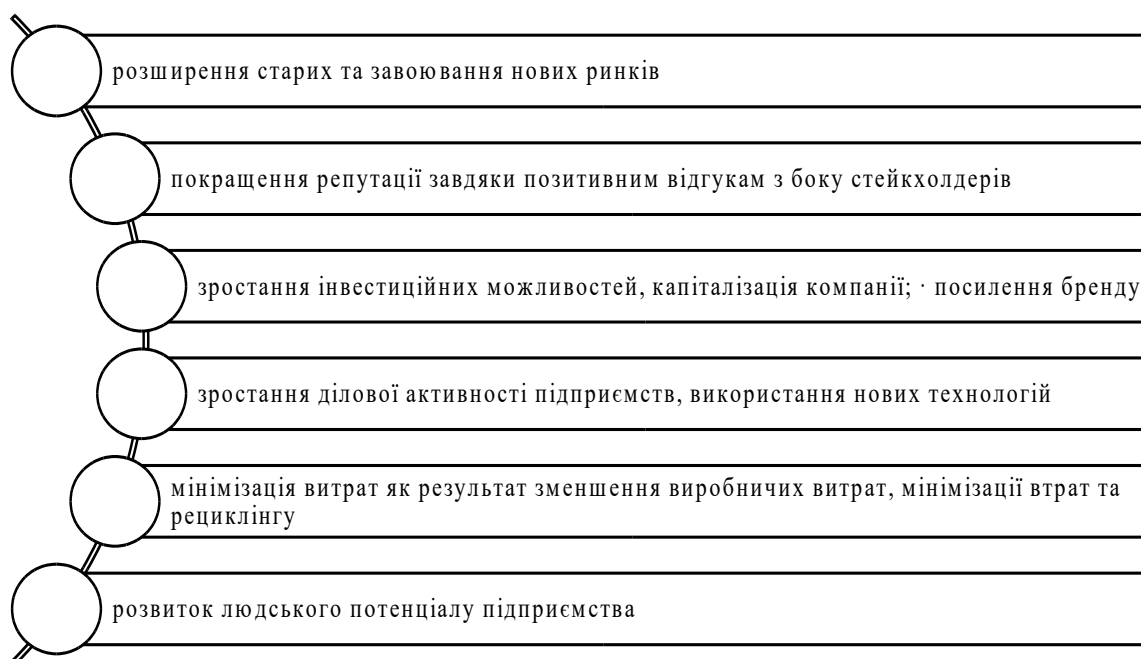 розширення старих та завоювання нових ринків
покращення репутації завдяки позитивним відгукам з боку стейкхолдерів
зростання інвестиційних можливостей, капіталізація компанії; · посилення бренду
зростання ділової активності підприємств, використання нових технологій
мінімізація витрат як результат зменшення виробничих витрат, мінімізації втрат та
рециклінгу
розвиток людського потенціалу підприємства